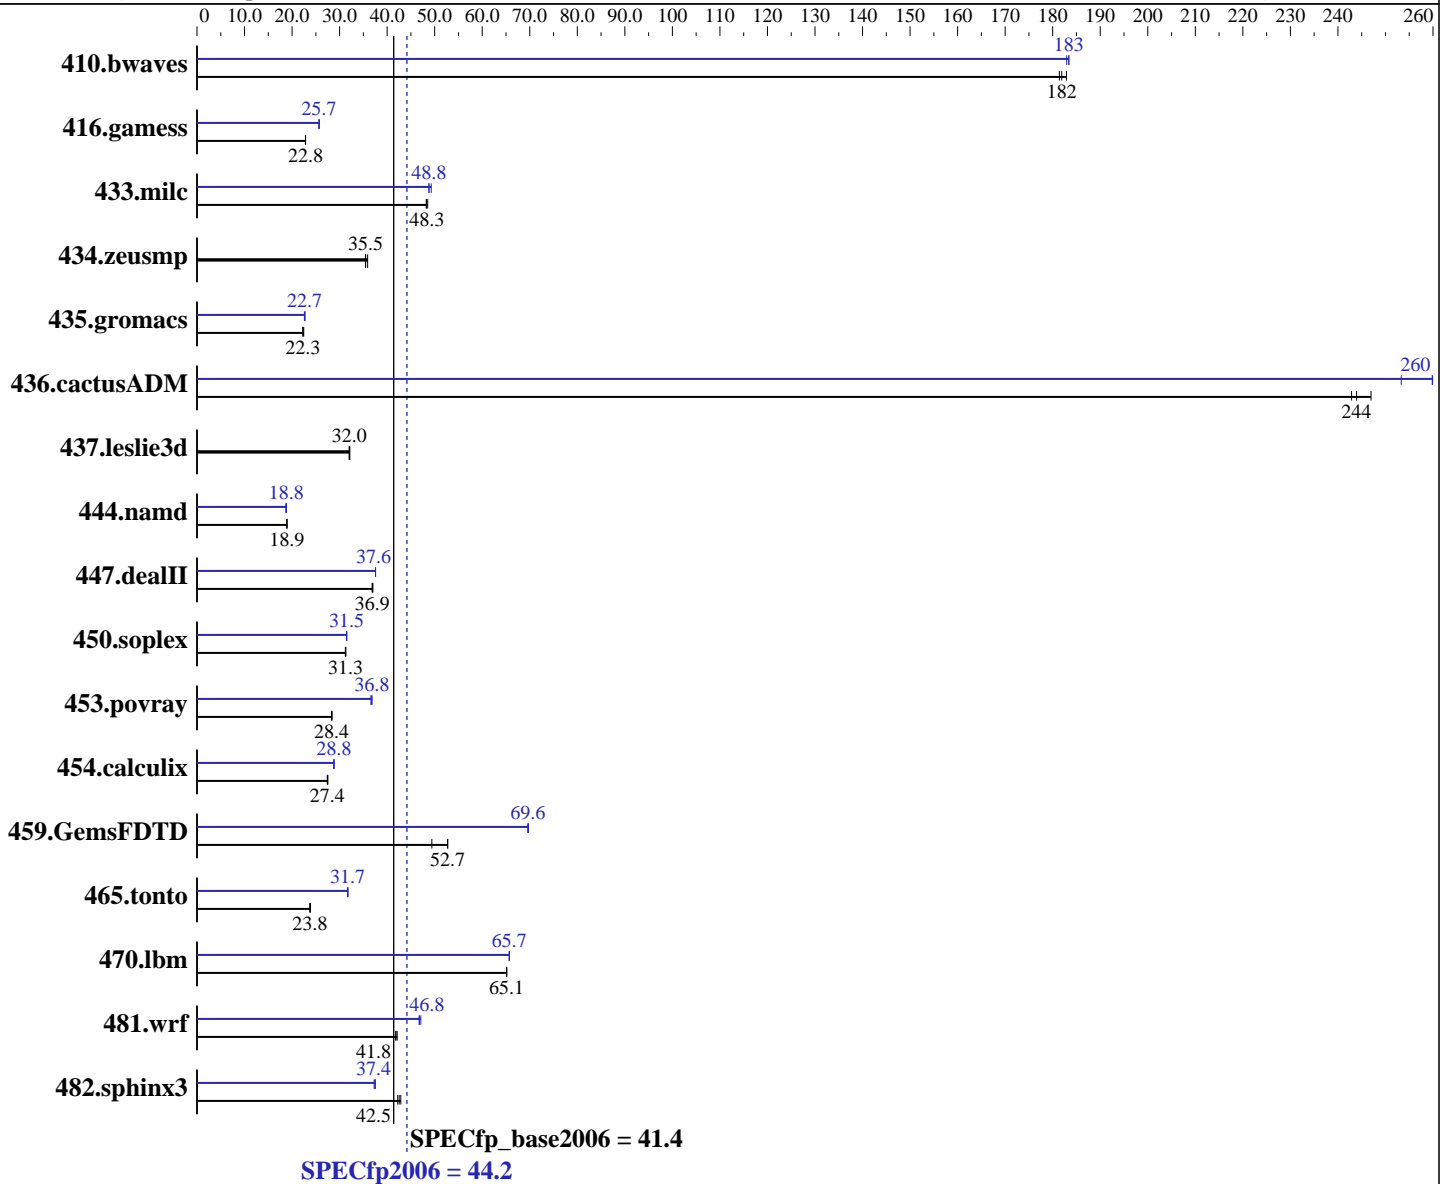 0 10.0 20.0 30.0 40.0 50.0 60.0 70.0 80.0 90.0 100 110 120 130 140 150 160 170 180 190 200 210 220 230 240 260
183
410.bwaves
182
25.7
416.gamess
22.8
48.8
433.milc
48.3
35.5
434.zeusmp
22.7
435.gromacs
22.3
260
436.cactusADM
244
32.0
437.leslie3d
18.8
444.namd
18.9
37.6
447.dealII
36.9
31.5
450.soplex
31.3
36.8
453.povray
28.4
28.8
454.calculix
27.4
69.6
459.GemsFDTD
52.7
31.7
465.tonto
23.8
65.7
470.lbm
65.1
46.8
481.wrf
41.8
37.4
482.sphinx3
42.5
SPECfp_base2006 = 41.4
SPECfp2006 = 44.2